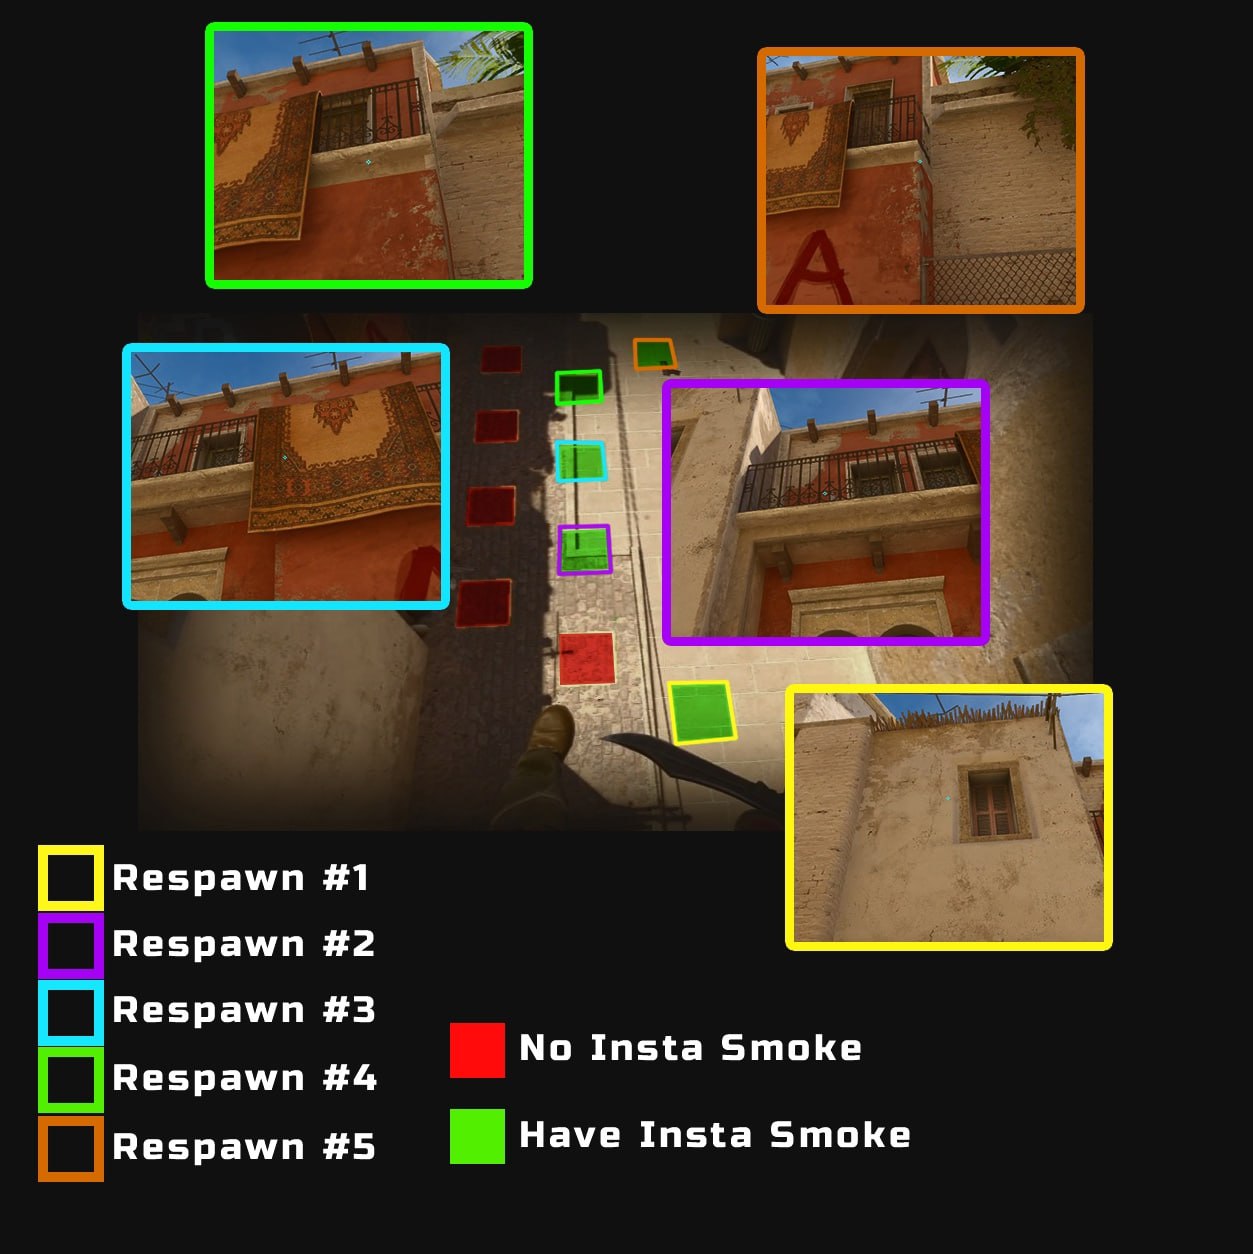 A
Respawn #1
Respawn #2
Respawn #3
Respawn #4
Respawn #5
No Insta Smoke
Have Insta Smoke